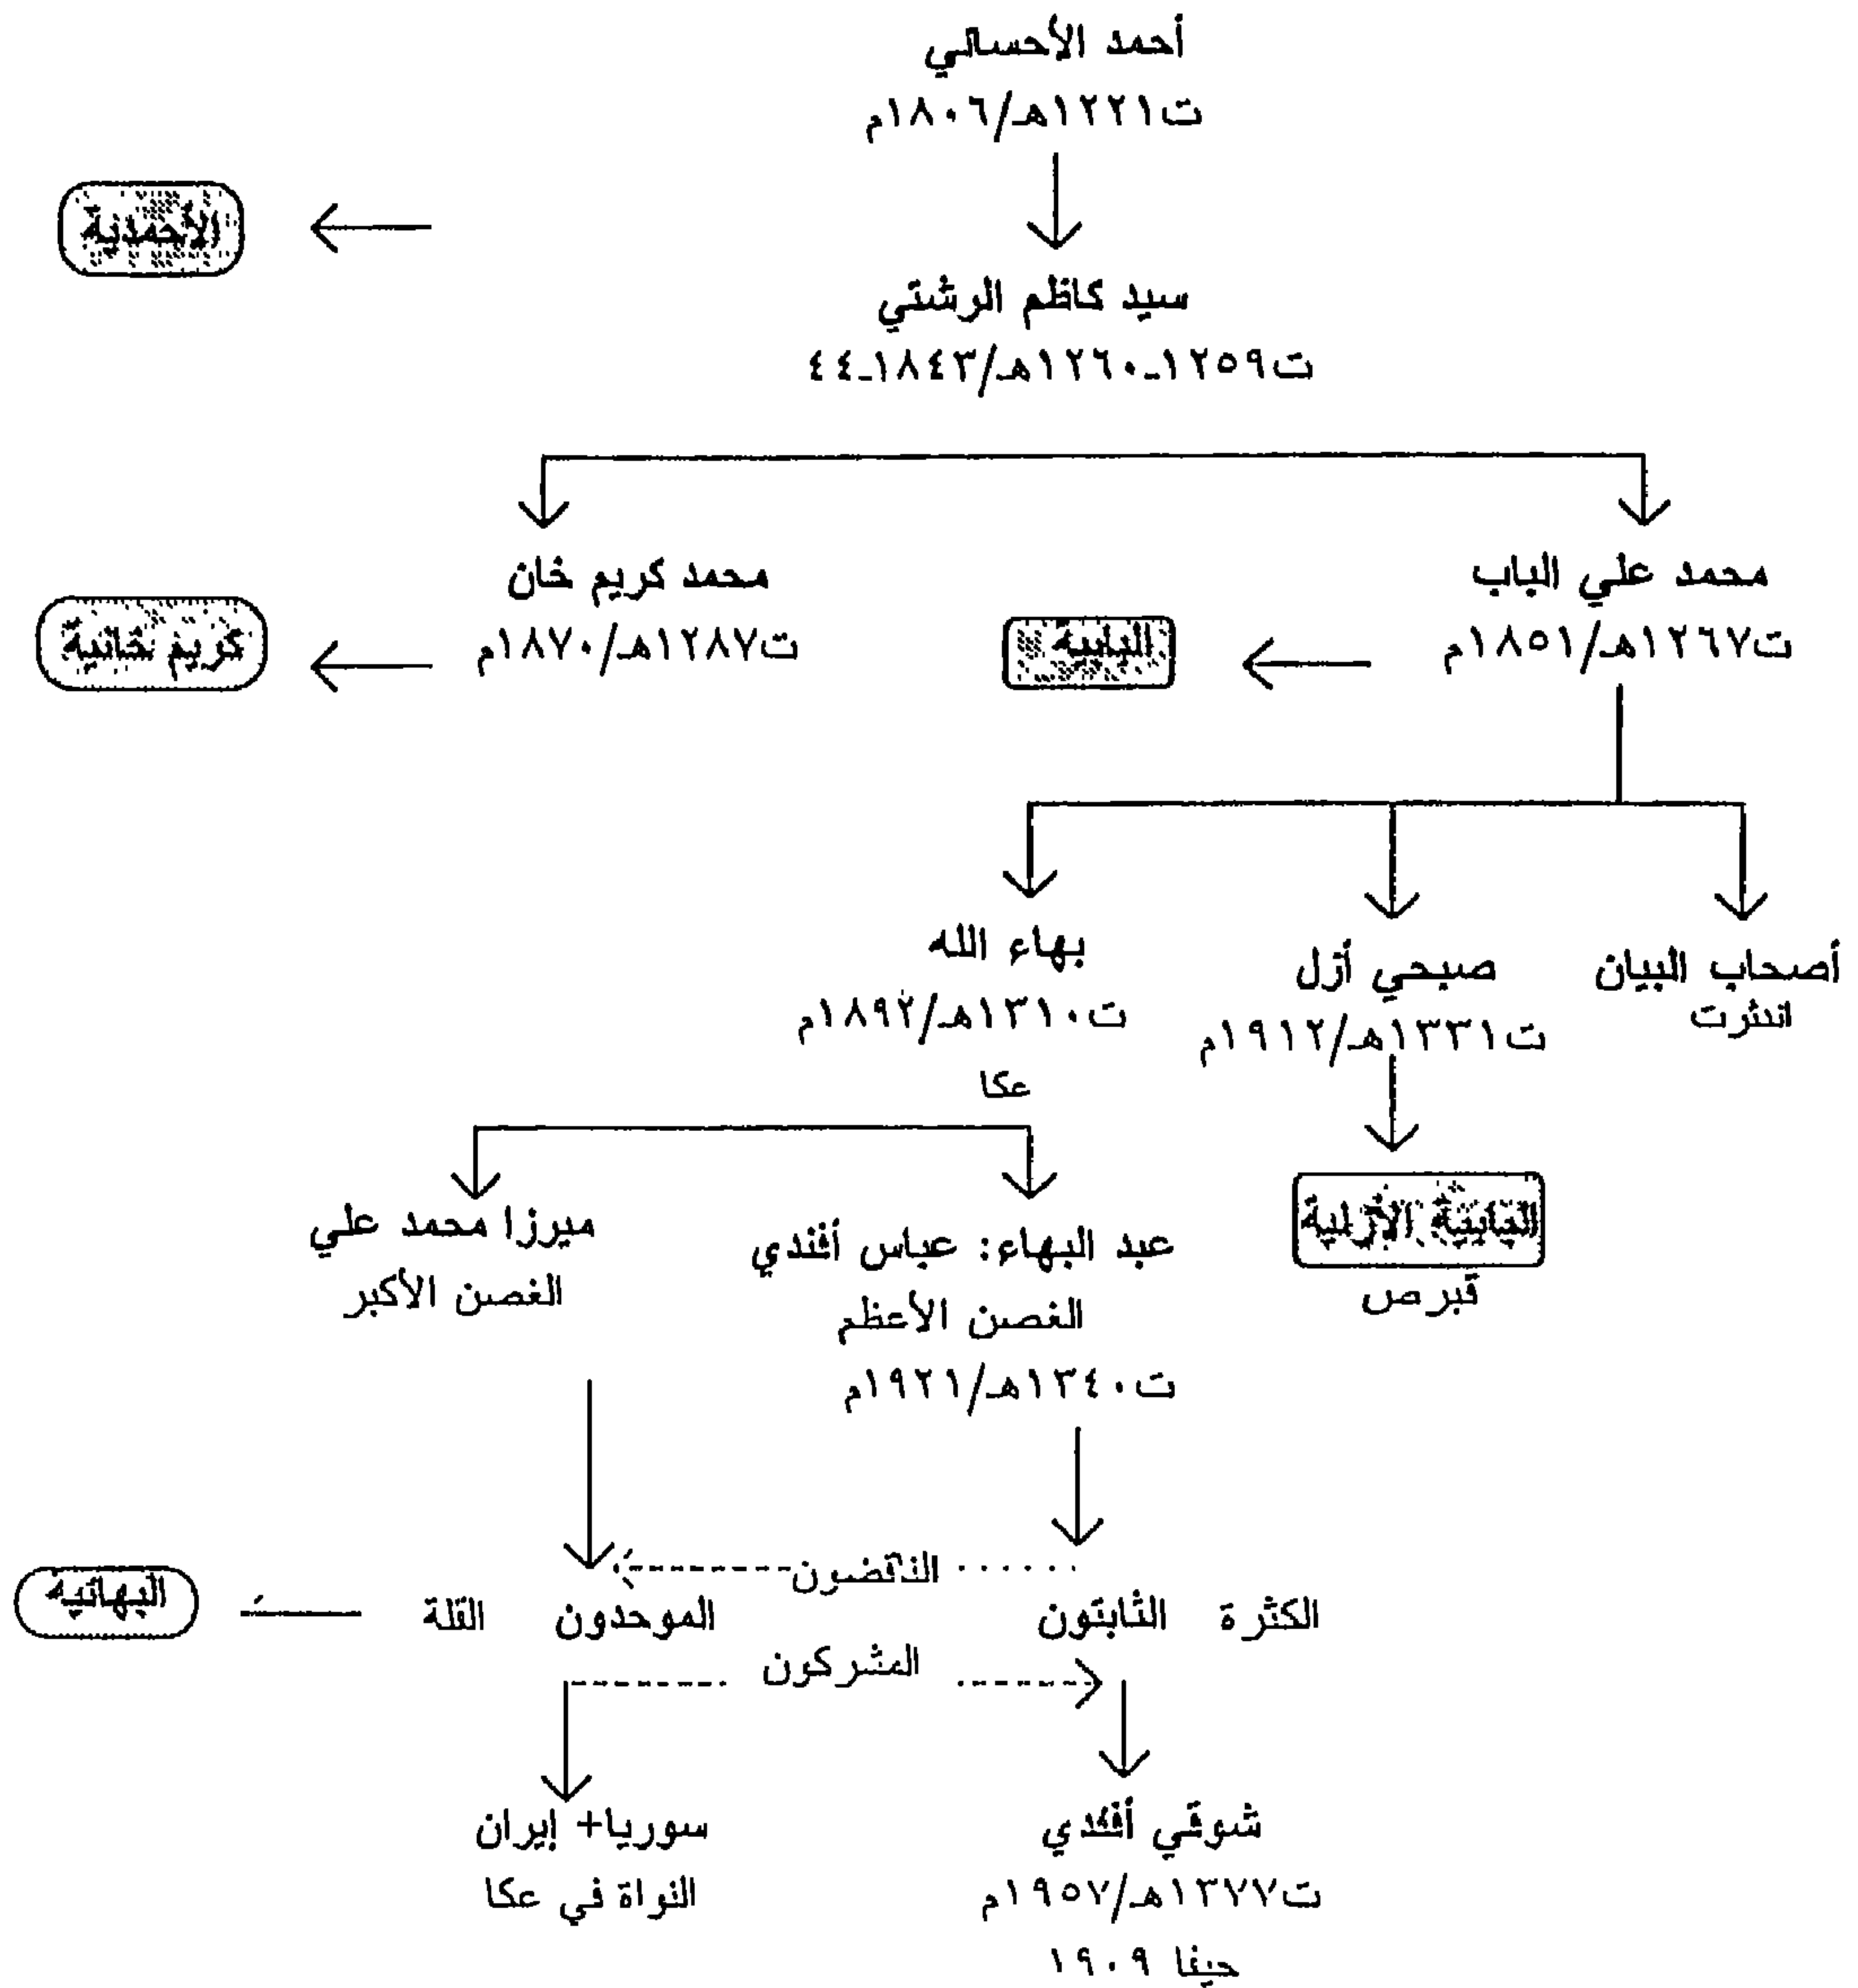 أحمد الأحسائي
ت١٢٢١هـ/١٨٠٦م
الأحمدية
سيد كاظم الرشتي
ت١٢٥٩-١٢٦٠هـ/١٨٤٣-٤٤
محمد علي الباب
ت١٢٦٧هـ/١٨٥١م
البابية
محمد كريم خان
ت١٢٨٧هـ/١٨٧٠م
كريم خانية
أصحاب البيان
انثرت
صبحي أزل
ت١٣٣١هـ/١٩١٢م
بهاء الله
ت١٣١٠هـ/١٨٩٢م
عكا
البابية الأزلية
قبرص
عبد البهاء: عباس أفندي
الغصن الأعظم
ت١٣٤٠هـ/١٩٢١م
ميرزا محمد علي
الغصن الأكبر
الناقضون
الكثرة الثابتون الموحدون القلة
البهائية
المشركون
شوقي أفندي
ت١٣٧٧هـ/١٩٥٧م
حيفا ١٩٠٩
سوريا+ إيران
النواة في عكا